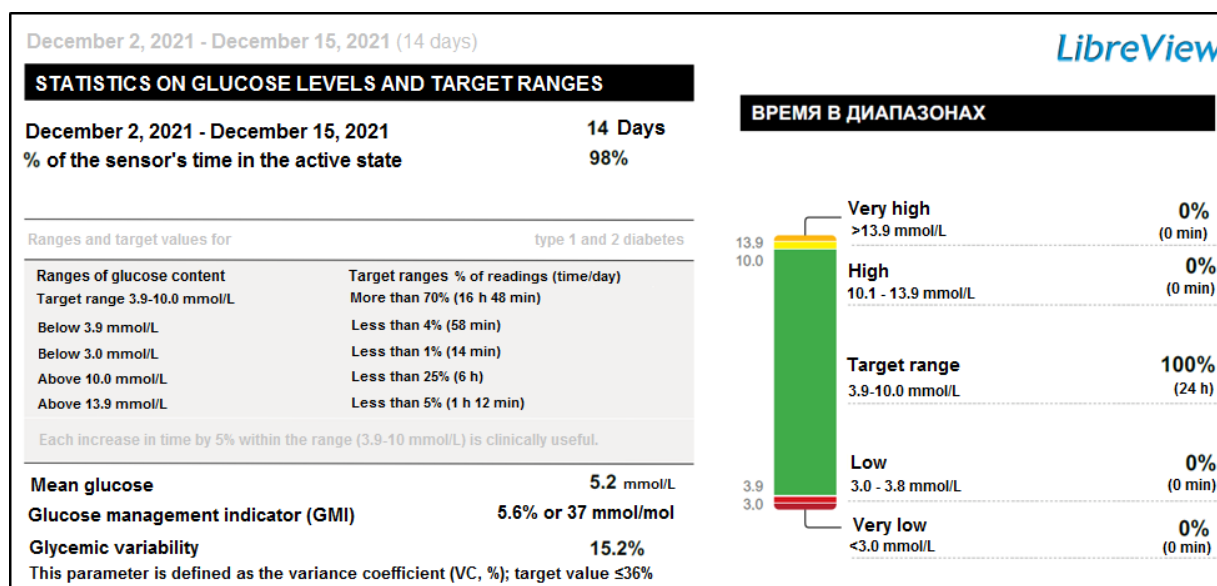 December 2, 2021 - December 15, 2021 (14 days)
LibreView
STATISTICS ON GLUCOSE LEVELS AND TARGET RANGES
December 2, 2021 - December 15, 2021 14 Days
% of the sensor's time in the active state 98%
Ranges and target values for type 1 and 2 diabetes
Ranges of glucose content Target ranges % of readings (time/day)
Target range 3.9-10.0 mmol/L More than 70% (16 h 48 min)
Below 3.9 mmol/L Less than 4% (58 min)
Below 3.0 mmol/L Less than 1% (14 min)
Above 10.0 mmol/L Less than 25% (6 h)
Above 13.9 mmol/L Less than 5% (1 h 12 min)
Each increase in time by 5% within the range (3.9-10 mmol/L) is clinically useful.
Mean glucose 5.2 mmol/L
Glucose management indicator (GMI) 5.6% or 37 mmol/mol
Glycemic variability 15.2%
This parameter is defined as the variance coefficient (VC, %); target value ≤36%
ВРЕМЯ В ДИАПАЗОНАХ
Very high 0%
>13.9 mmol/L (0 min)
13.9
10.0
High 0%
10.1 - 13.9 mmol/L (0 min)
Target range 100%
3.9-10.0 mmol/L (24 h)
Low 0%
3.0 - 3.8 mmol/L (0 min)
3.9
3.0
Very low 0%
<3.0 mmol/L (0 min)